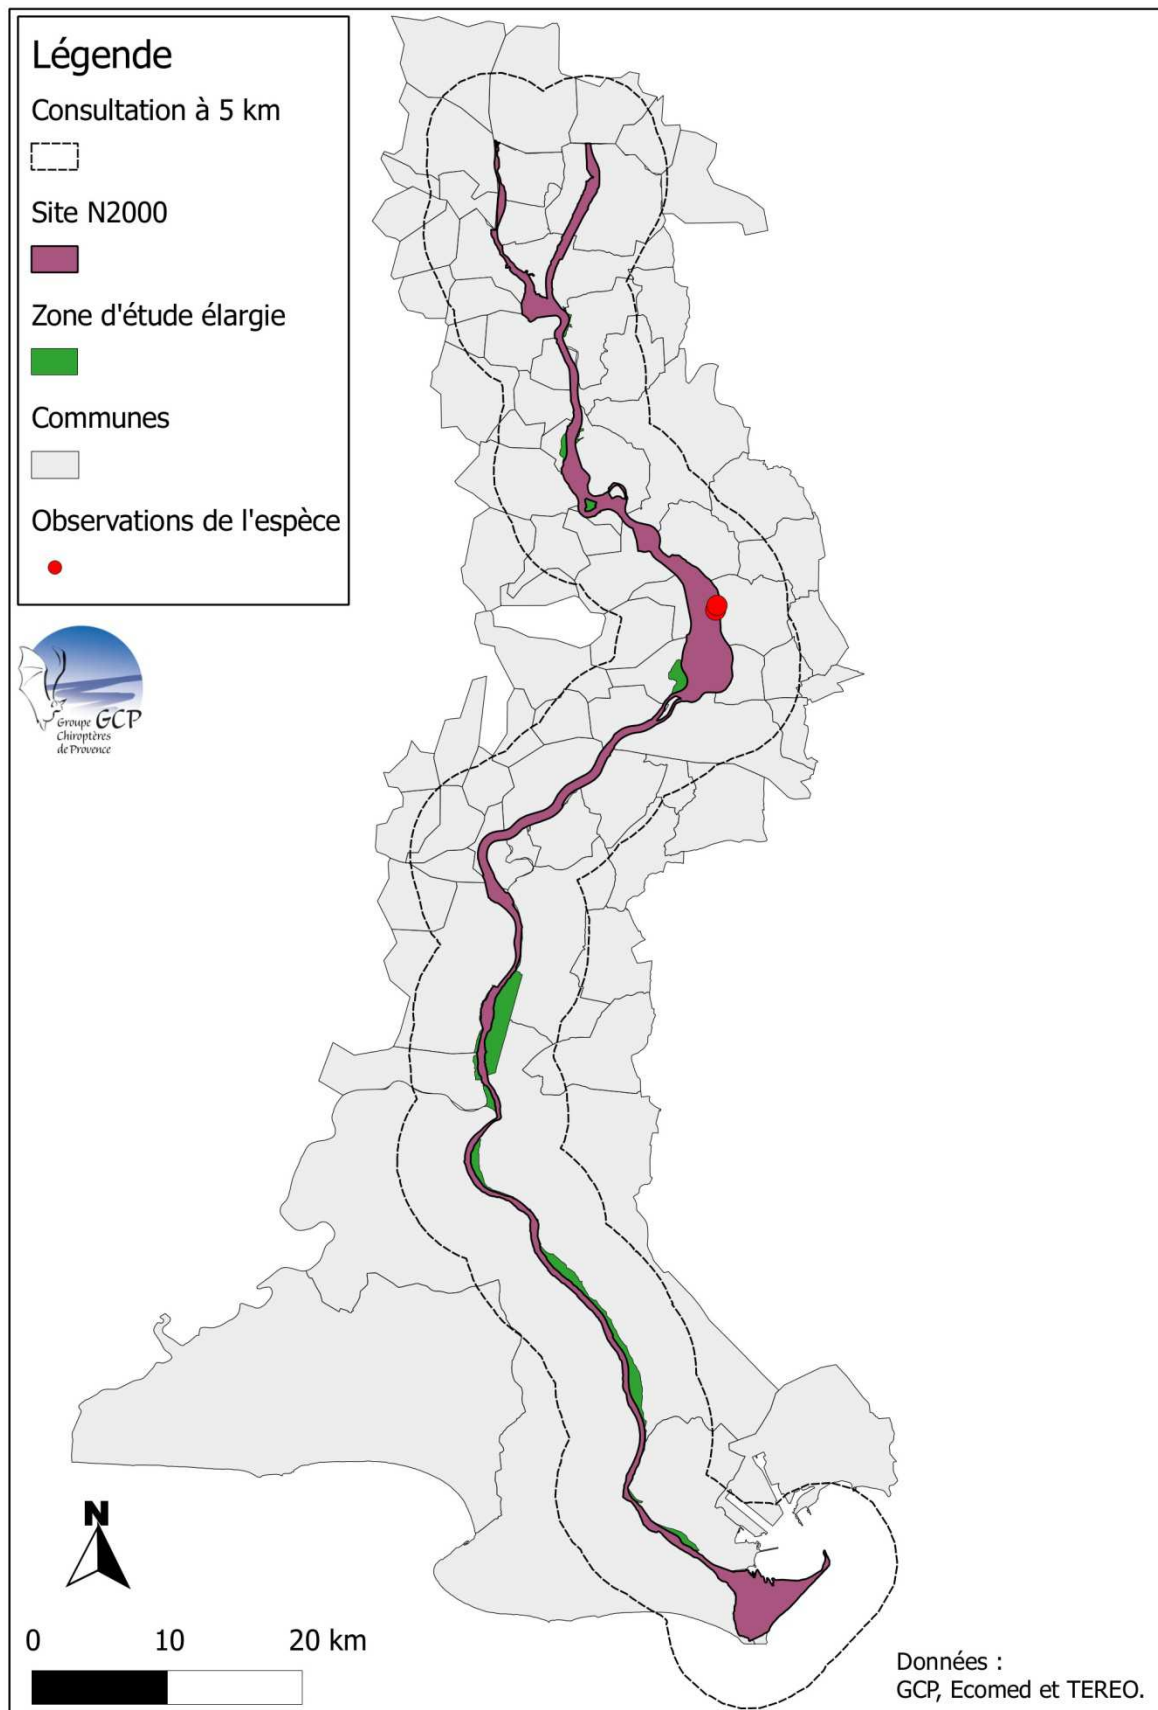 Légende
Consultation à 5 km
Site N2000
Zone d'étude élargie
Communes
Observations de l'espèce
Groupe GCP
Chiroptères
de Provence
N
0 10 20 km
Données :
GCP, Ecomed et TEREO.